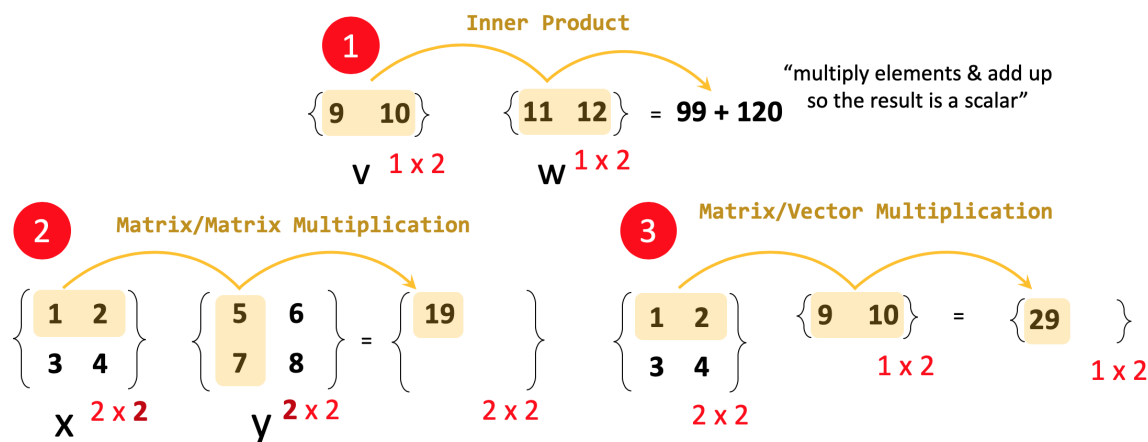 Inner Product
1
“multiply elements & add up
so the result is a scalar”
{9 10} {11 12} = 99 + 120
v 1 x 2 w 1 x 2
2
Matrix/Matrix Multiplication
1 2 5 6 19
3 4 7 8 =
x 2 x 2 y 2 x 2 2 x 2
3
Matrix/Vector Multiplication
1 2 {9 10} = {29 }
3 4
2 x 2 1 x 2 1 x 2